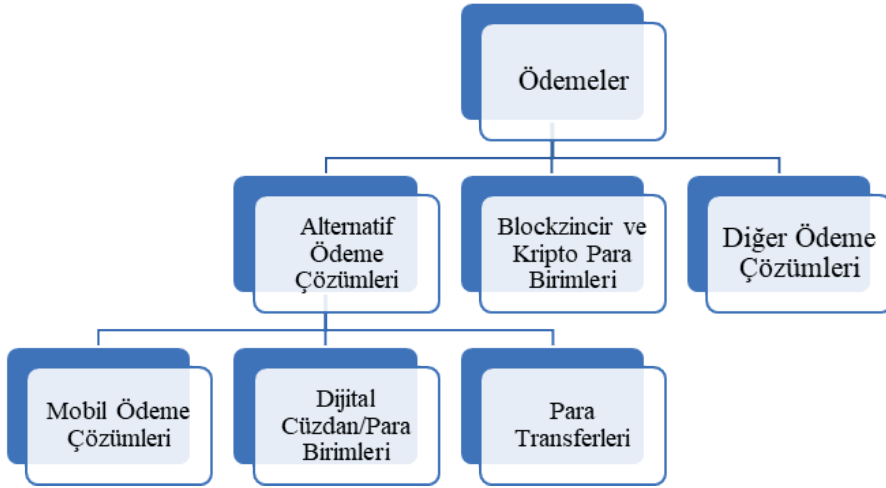 Ödemeler
Alternatif
Ödeme
Çözümleri
Blockzincir ve
Kripto Para
Birimleri
Diğer Ödeme
Çözümleri
Mobil Ödeme
Çözümleri
Dijital
Cüzdan/Para
Birimleri
Para
Transferleri